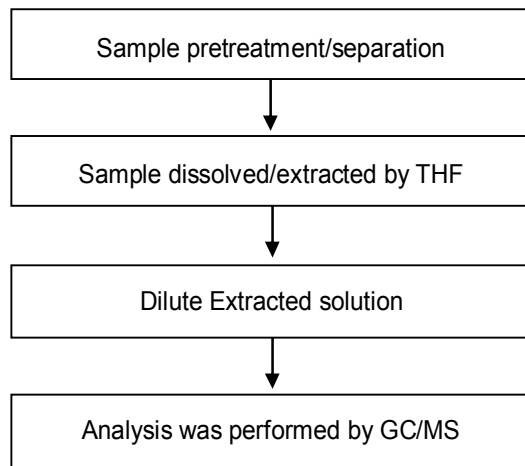 Sample pretreatment/separation
Sample dissolved/extracted by THF
Dilute Extracted solution
Analysis was performed by GC/MS